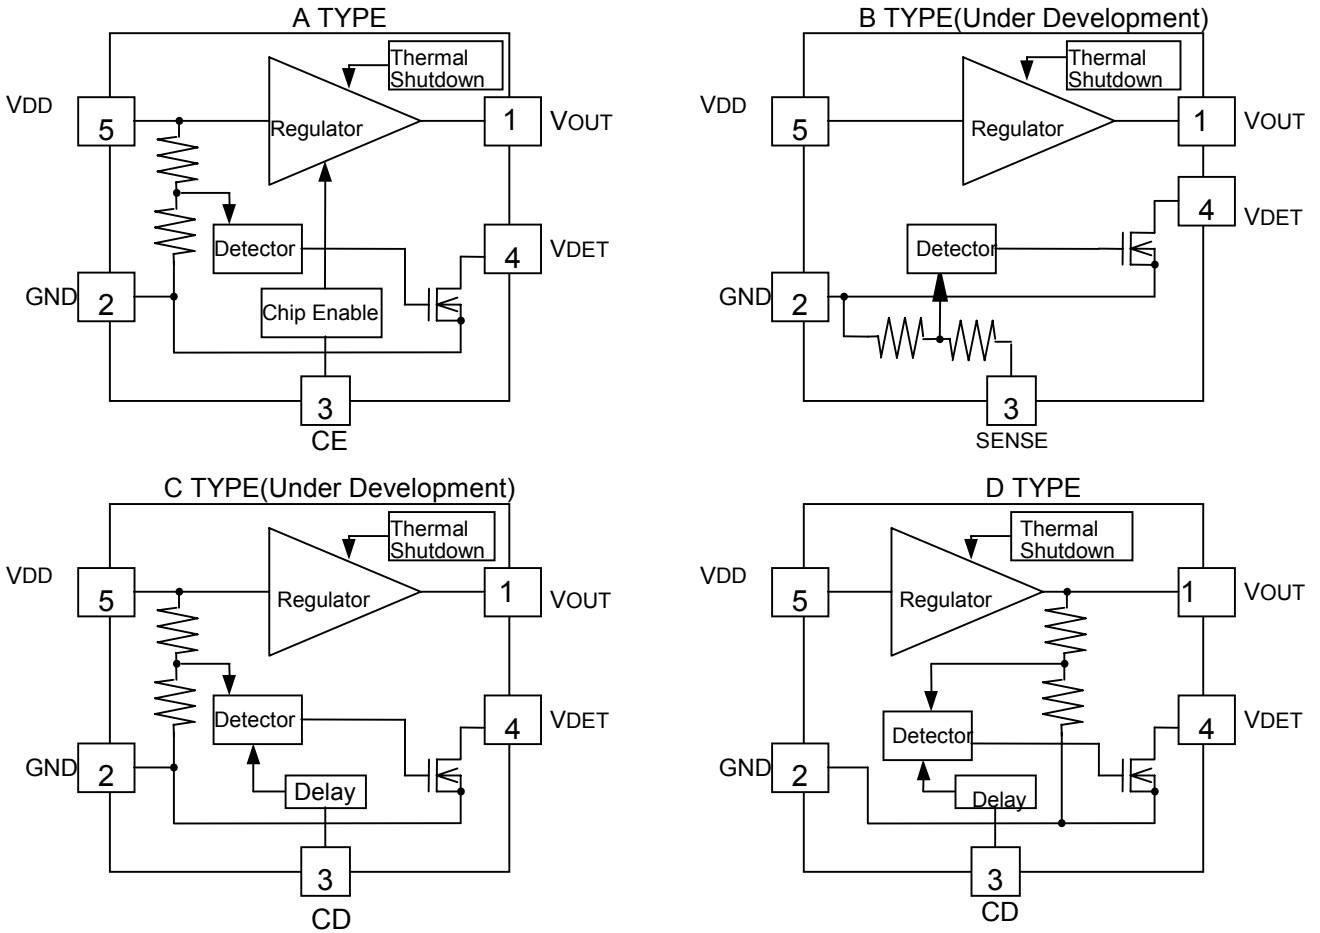 A TYPE
Thermal
Shutdown
VDD
5
Regulator
1
VOUT
Detector
4
VDET
GND
2
Chip Enable
3
CE
B TYPE(Under Development)
Thermal
Shutdown
VDD
5
Regulator
1
VOUT
4
VDET
Detector
GND
2
3
SENSE
C TYPE(Under Development)
Thermal
Shutdown
VDD
5
Regulator
1
VOUT
Detector
4
VDET
GND
2
Delay
3
CD
D TYPE
Thermal
Shutdown
VDD
5
Regulator
1
VOUT
4
VDET
Detector
GND
2
Delay
3
CD